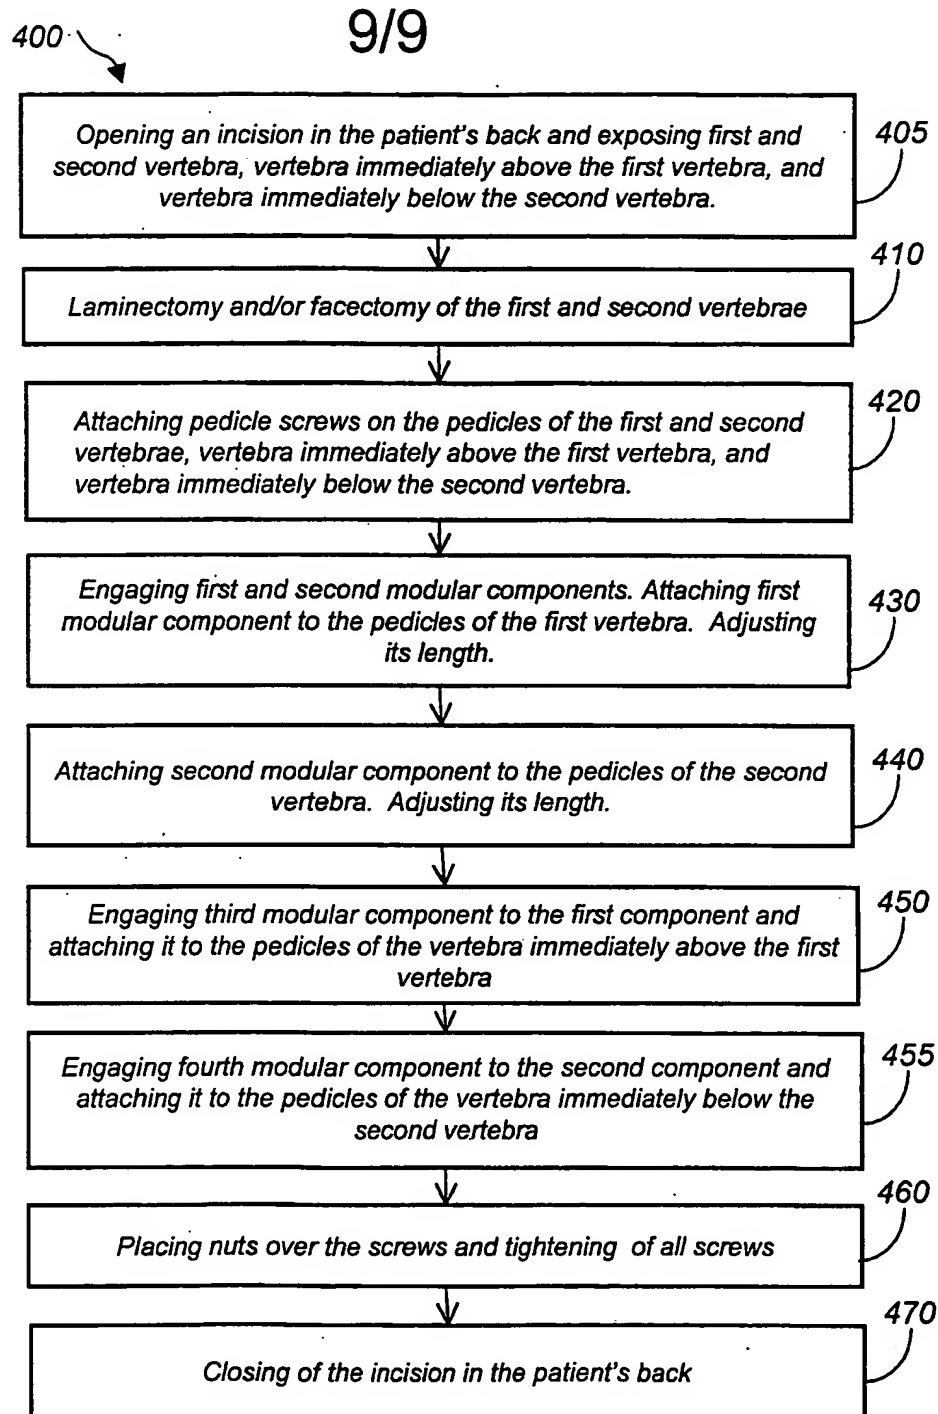 400
9/9
Opening an incision in the patient's back and exposing first and
second vertebra, vertebra immediately above the first vertebra, and
vertebra immediately below the second vertebra.
405
Laminectomy and/or facectomy of the first and second vertebrae
410
Attaching pedicle screws on the pedicles of the first and second
vertebrae, vertebra immediately above the first vertebra, and
vertebra immediately below the second vertebra.
420
Engaging first and second modular components. Attaching first
modular component to the pedicles of the first vertebra. Adjusting
its length.
430
Attaching second modular component to the pedicles of the second
vertebra. Adjusting its length.
440
Engaging third modular component to the first component and
attaching it to the pedicles of the vertebra immediately above the first
vertebra
450
Engaging fourth modular component to the second component and
attaching it to the pedicles of the vertebra immediately below the
second vertebra
455
Placing nuts over the screws and tightening of all screws
460
Closing of the incision in the patient's back
470